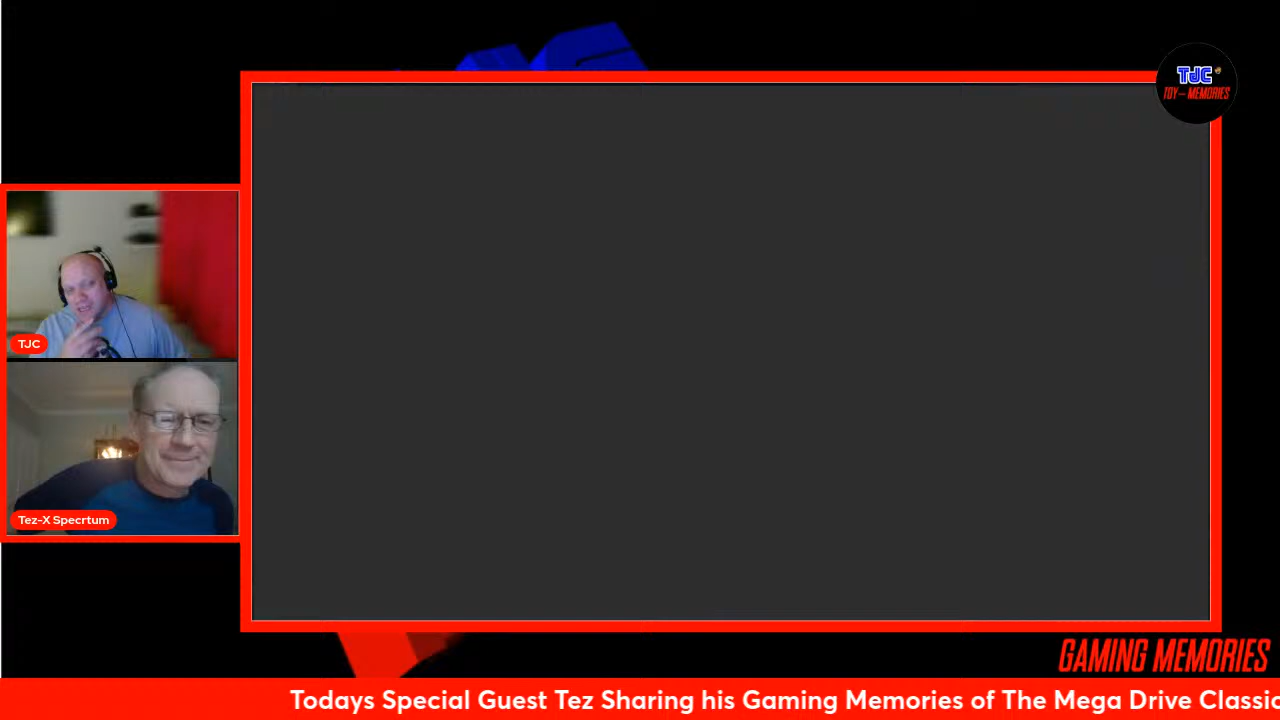 TJC
TOY - MEMORIES
TJC
Tez-X Specrtum
GAMING MEMORIES
Todays Special Guest Tez Sharing his Gaming Memories of The Mega Drive Classic